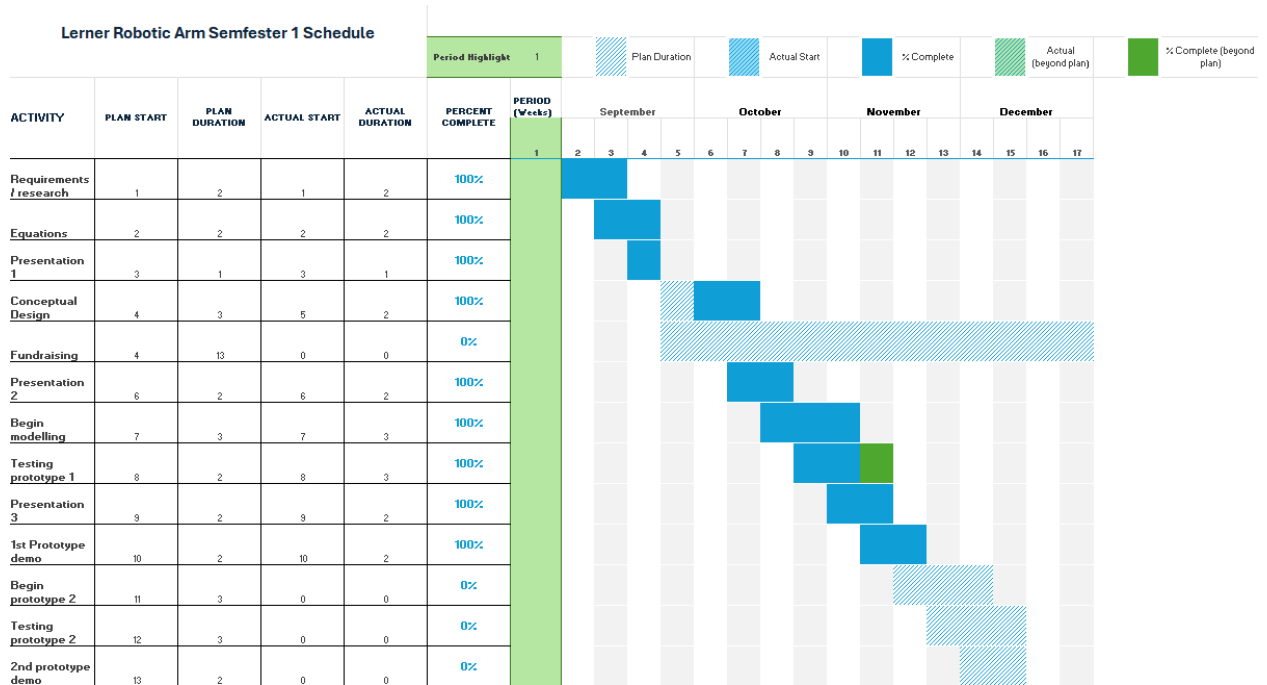 Lerner Robotic Arm Semfester 1 Schedule
Period Highlight 1 Plan Duration Actual Start % Complete Actual (beyond plan) % Complete (beyond plan)
ACTIVITY PLAN START PLAN DURATION ACTUAL START ACTUAL DURATION PERCENT COMPLETE PERIOD (Weeks) September October November December
1 2 3 4 5 6 7 8 9 10 11 12 13 14 15 16 17
Requirements / research 1 2 1 2 100%
Equations 2 2 2 2 100%
Presentation 1 3 1 3 1 100%
Conceptual Design 4 3 5 2 100%
Fundraising 4 13 0 0 0%
Presentation 2 6 2 6 2 100%
Begin modelling 7 3 7 3 100%
Testing prototype 1 8 2 8 3 100%
Presentation 3 9 2 9 2 100%
1st Prototype demo 10 2 10 2 100%
Begin prototype 2 11 3 0 0 0%
Testing prototype 2 12 3 0 0 0%
2nd prototype demo 13 2 0 0 0%